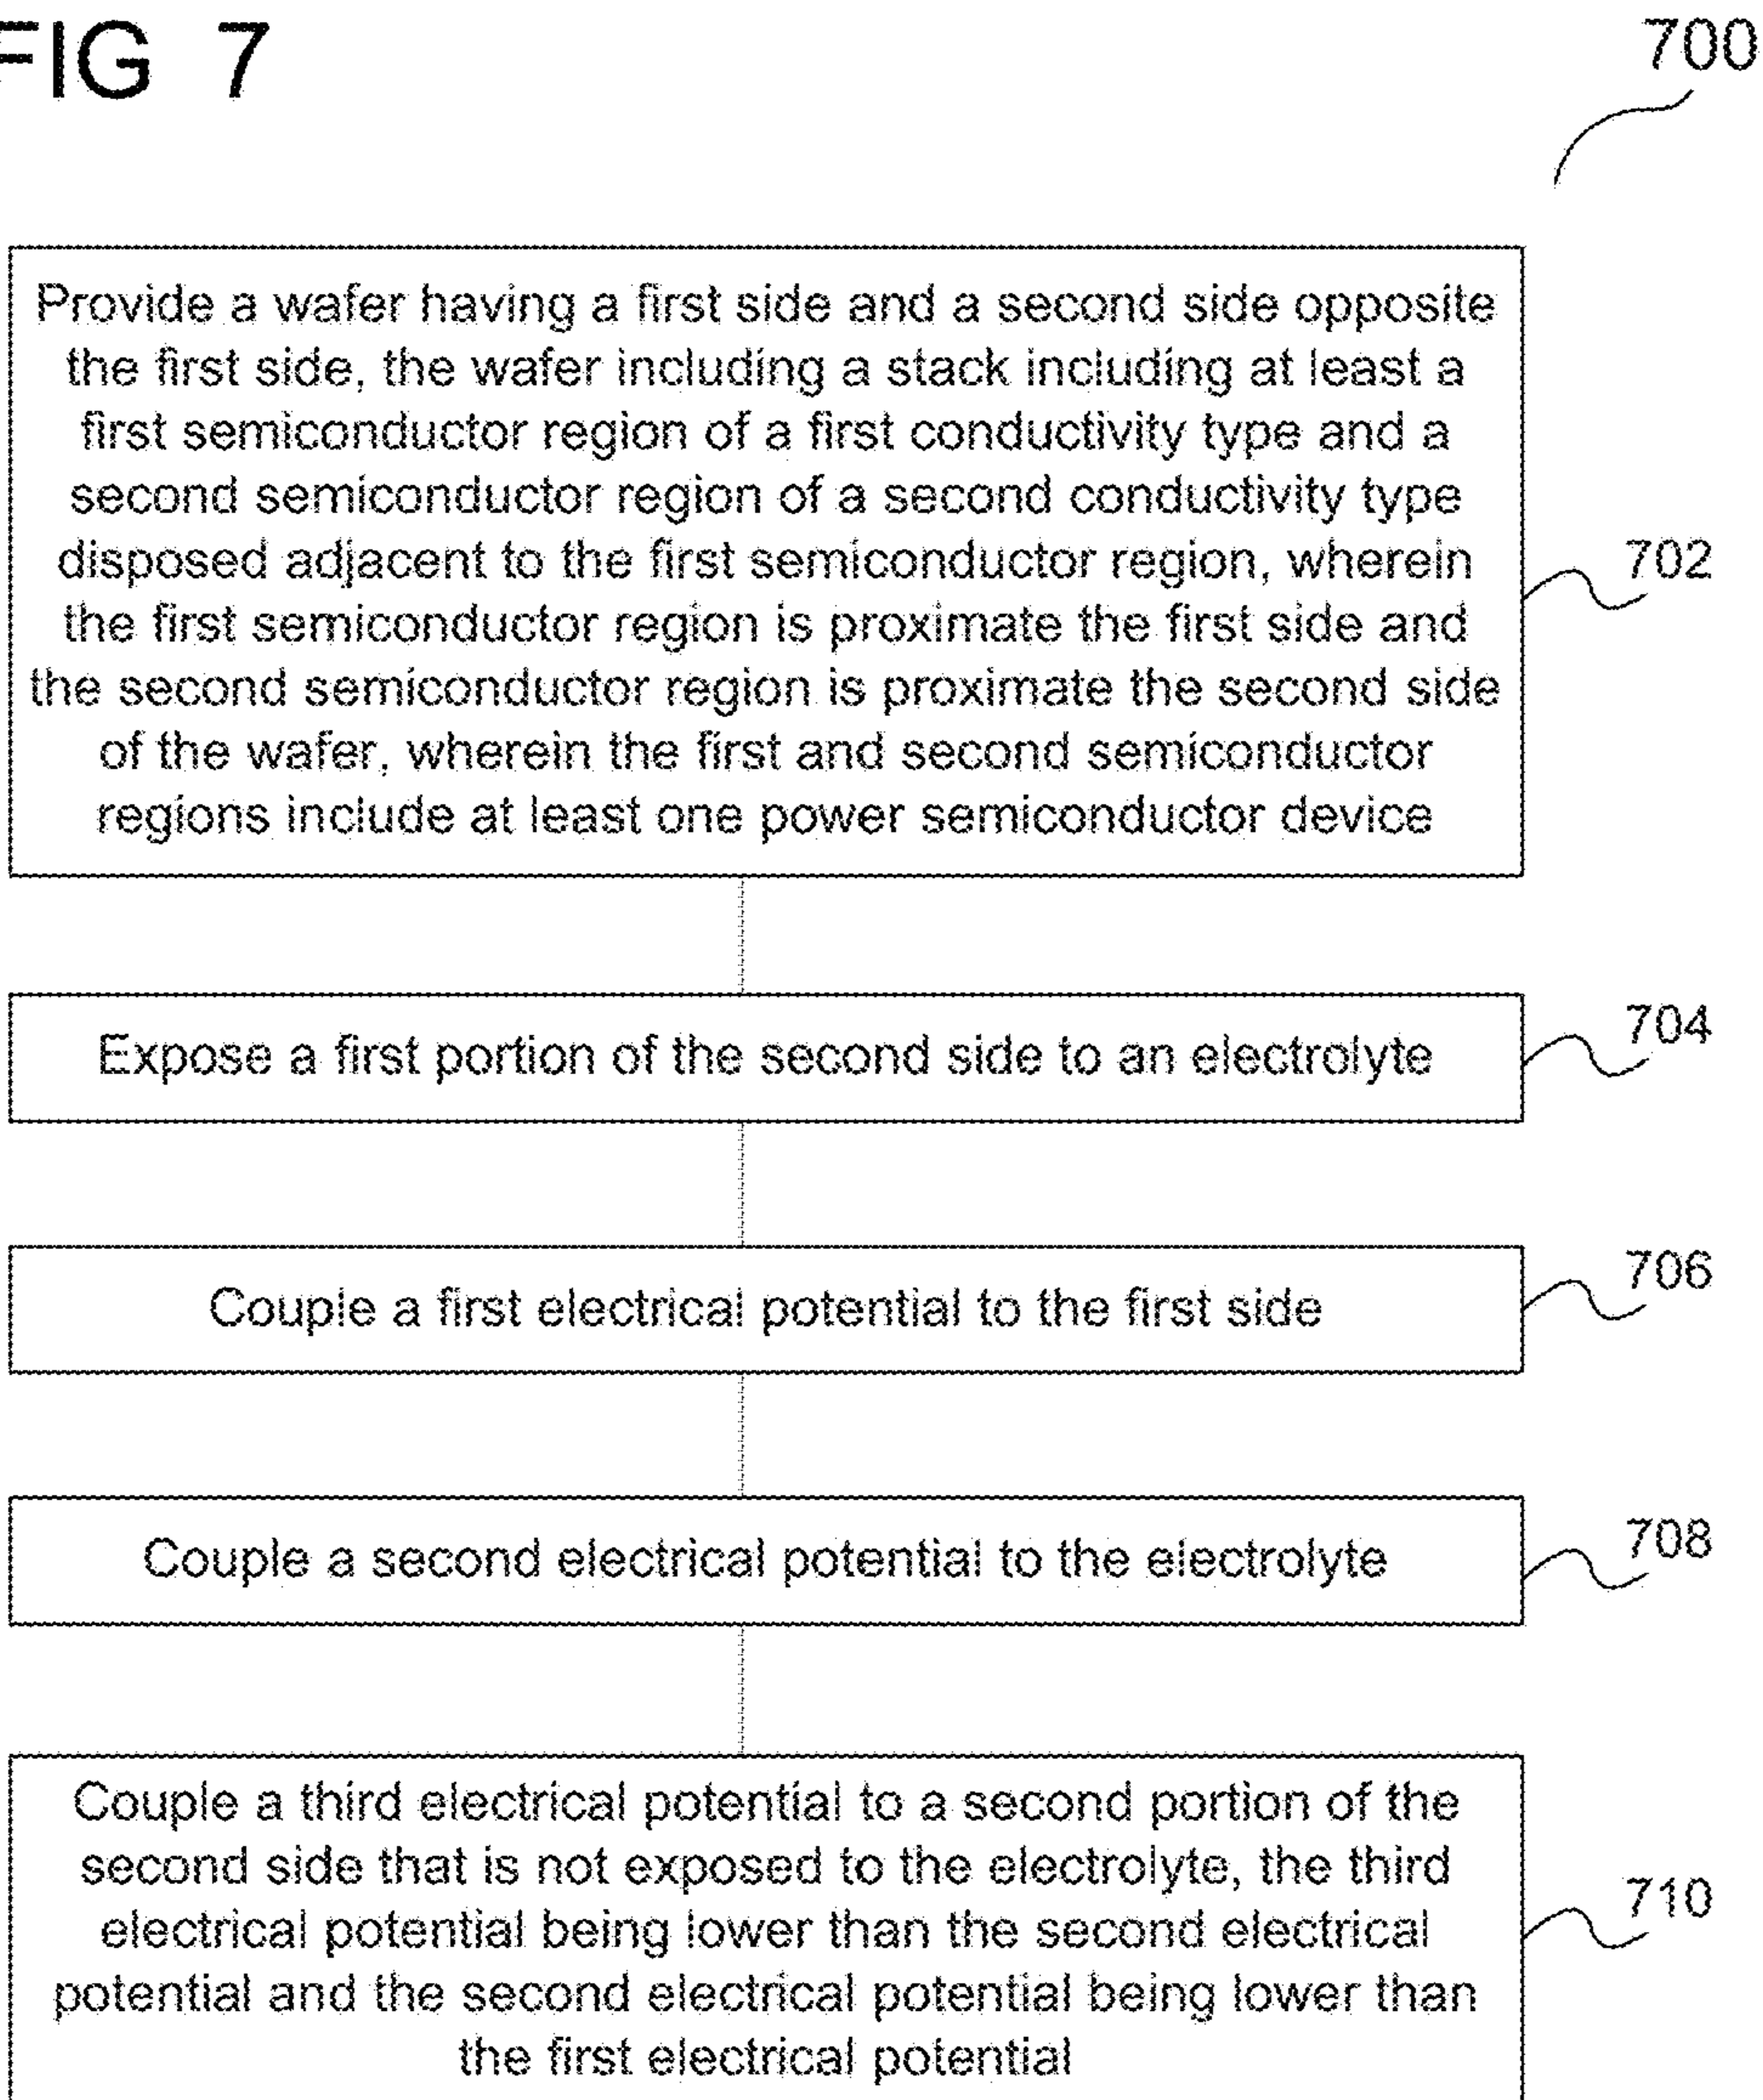 FIG 7
700
Provide a wafer having a first side and a second side opposite
the first side, the wafer including a stack including at least a
first semiconductor region of a first conductivity type and a
second semiconductor region of a second conductivity type
disposed adjacent to the first semiconductor region, wherein
the first semiconductor region is proximate the first side and
the second semiconductor region is proximate the second side
of the wafer, wherein the first and second semiconductor
regions include at least one power semiconductor device
702
Expose a first portion of the second side to an electrolyte
704
Couple a first electrical potential to the first side
706
Couple a second electrical potential to the electrolyte
708
Couple a third electrical potential to a second portion of the
second side that is not exposed to the electrolyte, the third
electrical potential being lower than the second electrical
potential and the second electrical potential being lower than
the first electrical potential
710